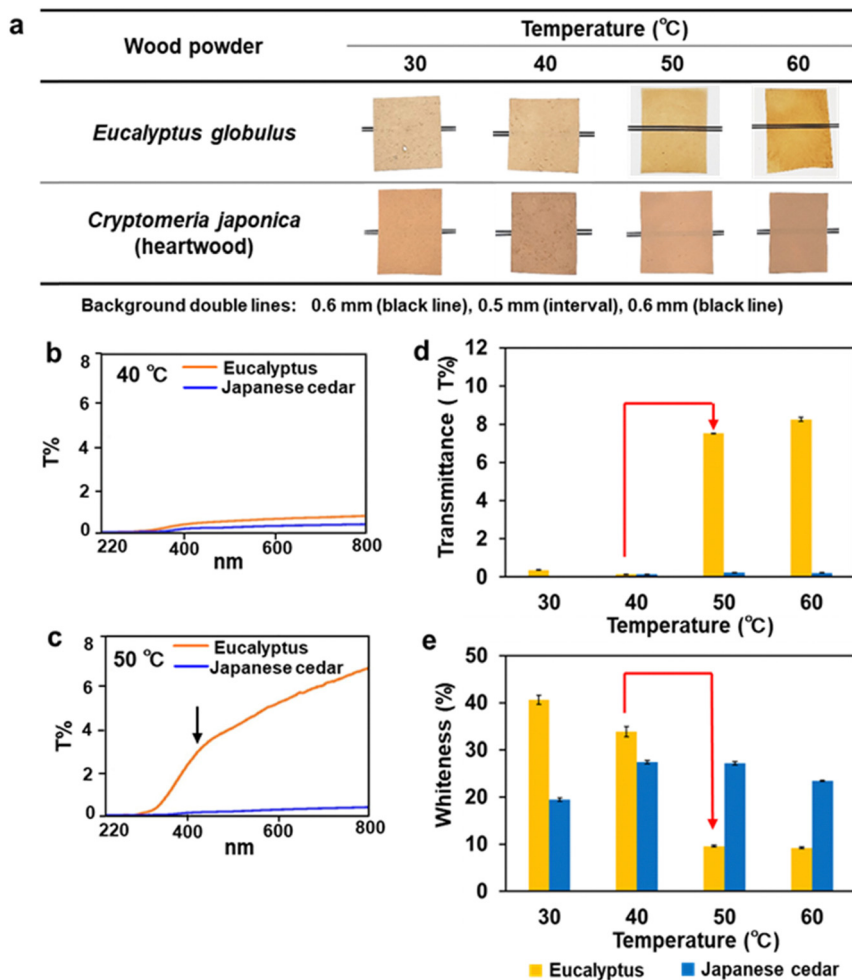 a
Wood powder
Temperature (°C)
30 40 50 60
Eucalyptus globulus
Cryptomeria japonica
(heartwood)
Background double lines: 0.6 mm (black line), 0.5 mm (interval), 0.6 mm (black line)
b
40 °C
Eucalyptus
Japanese cedar
8
6
4
2
0
T%
220 400 600 800
nm
c
50 °C
Eucalyptus
Japanese cedar
8
6
4
2
0
T%
220 400 600 800
nm
d
Transmittance ( T%)
12
10
8
6
4
2
0
30 40 50 60
Temperature (°C)
e
Whiteness (%)
50
40
30
20
10
0
30 40 50 60
Temperature (°C)
Eucalyptus Japanese cedar